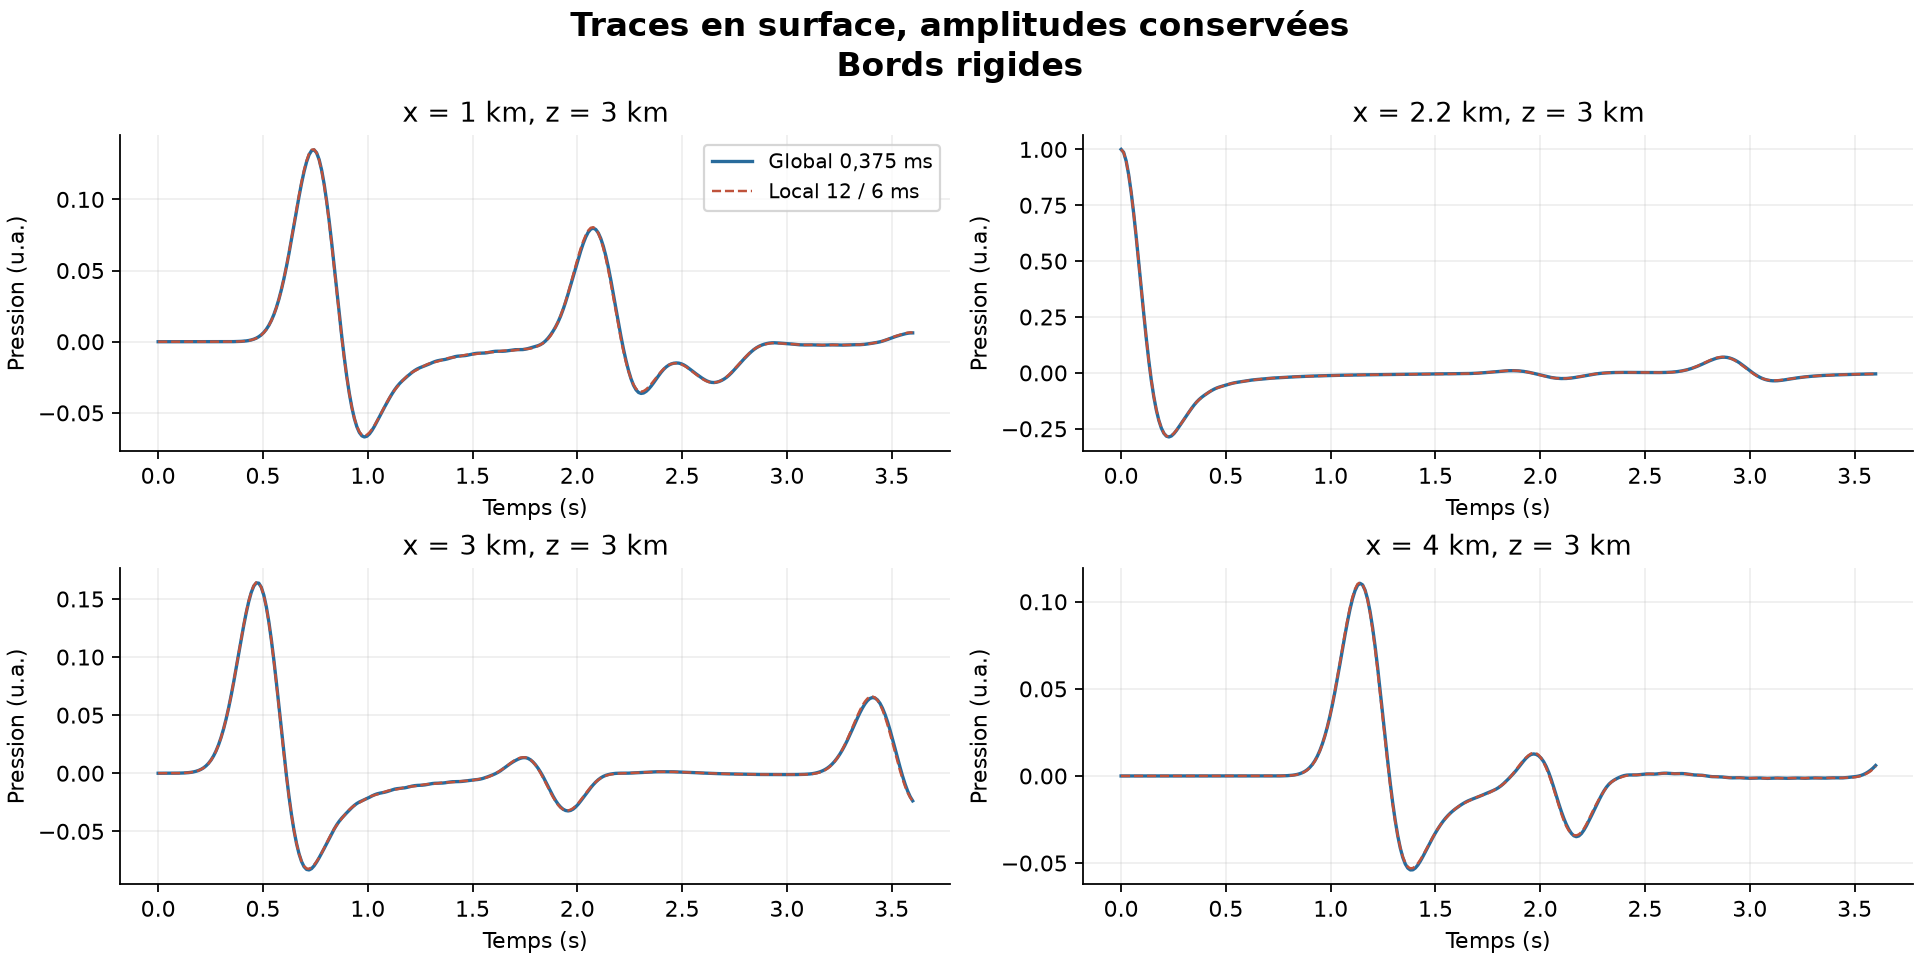 Traces en surface, amplitudes conservées
Bords rigides
x = 1 km, z = 3 km
Pression (u.a.)
0.10
0.05
0.00
−0.05
Global 0,375 ms
Local 12 / 6 ms
0.0 0.5 1.0 1.5 2.0 2.5 3.0 3.5
Temps (s)
x = 2.2 km, z = 3 km
Pression (u.a.)
1.00
0.75
0.50
0.25
0.00
−0.25
0.0 0.5 1.0 1.5 2.0 2.5 3.0 3.5
Temps (s)
x = 3 km, z = 3 km
Pression (u.a.)
0.15
0.10
0.05
0.00
−0.05
0.0 0.5 1.0 1.5 2.0 2.5 3.0 3.5
Temps (s)
x = 4 km, z = 3 km
Pression (u.a.)
0.10
0.05
0.00
−0.05
0.0 0.5 1.0 1.5 2.0 2.5 3.0 3.5
Temps (s)